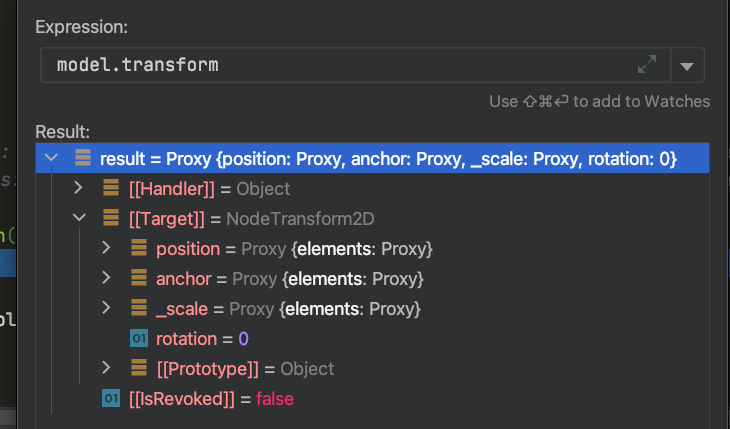 Expression:
model.transform
Use ⇧⌘⏎ to add to Watches
Result:
result = Proxy {position: Proxy, anchor: Proxy, _scale: Proxy, rotation: 0}
[[Handler]] = Object
[[Target]] = NodeTransform2D
position = Proxy {elements: Proxy}
anchor = Proxy {elements: Proxy}
_scale = Proxy {elements: Proxy}
01 rotation = 0
[[Prototype]] = Object
01 [[IsRevoked]] = false